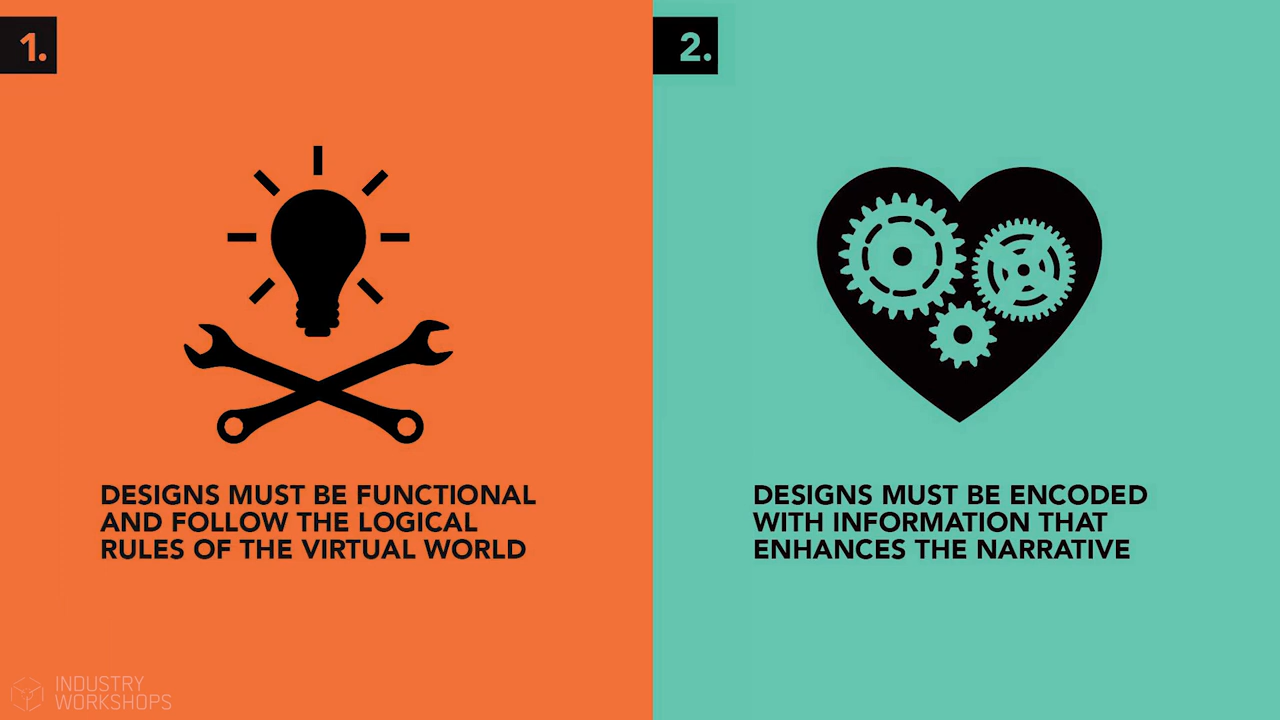 1.
DESIGNS MUST BE FUNCTIONAL
AND FOLLOW THE LOGICAL
RULES OF THE VIRTUAL WORLD
2.
DESIGNS MUST BE ENCODED
WITH INFORMATION THAT
ENHANCES THE NARRATIVE
INDUSTRY
WORKSHOPS